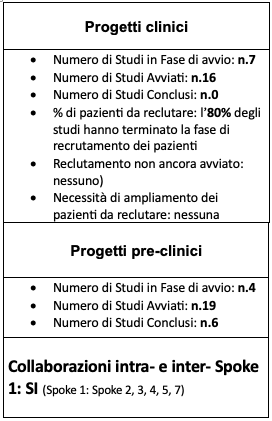 Progetti clinici
• Numero di Studi in Fase di avvio: n.7
• Numero di Studi Avviati: n.16
• Numero di Studi Conclusi: n.0
• % di pazienti da reclutare: l'80% degli
studi hanno terminato la fase di
recrutamento dei pazienti
• Reclutamento non ancora avviato:
nessuno)
• Necessità di ampliamento dei
pazienti da reclutare: nessuna
Progetti pre-clinici
• Numero di Studi in Fase di avvio: n.4
• Numero di Studi Avviati: n.19
• Numero di Studi Conclusi: n.6
Collaborazioni intra- e inter- Spoke
1: SI (Spoke 1: Spoke 2, 3, 4, 5, 7)